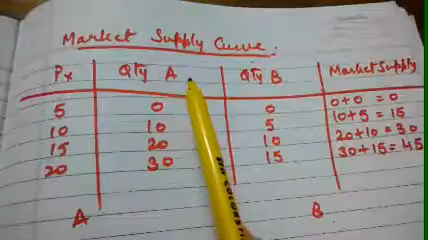 Market Supply Curve.
Px Qty A Qty B Market Supply
5 0 0 0+0=0
10 10 5 10+5=15
15 20 10 20+10=30
20 30 15 30+15=45
A B